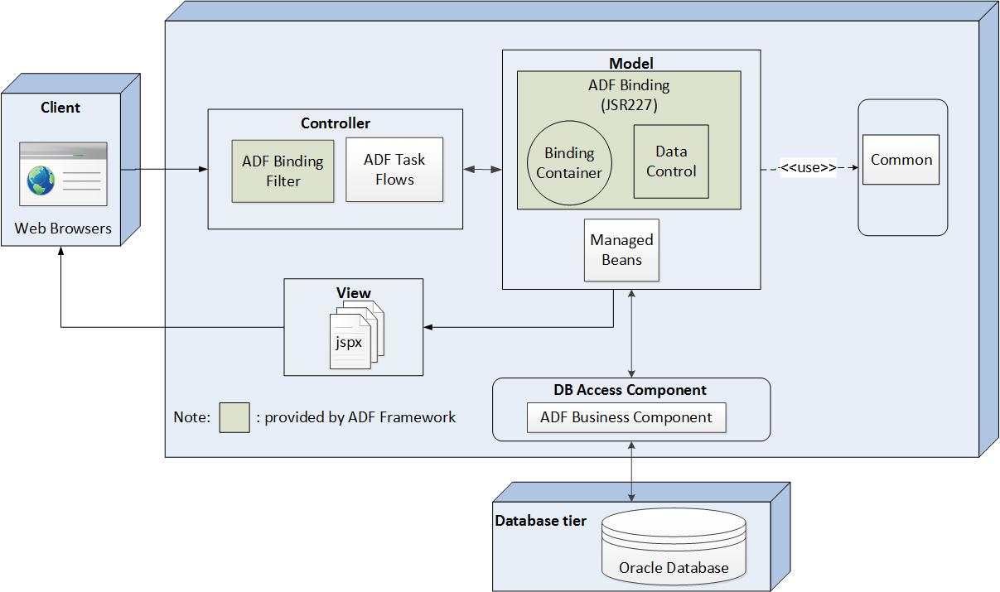 Client
Web Browsers
Controller
ADF Binding
Filter
ADF Task
Flows
Model
ADF Binding
(JSR227)
Binding
Container
Data
Control
Managed
Beans
<<use>>
Common
View
jspx
DB Access Component
ADF Business Component
Note: : provided by ADF Framework
Database tier
Oracle Database